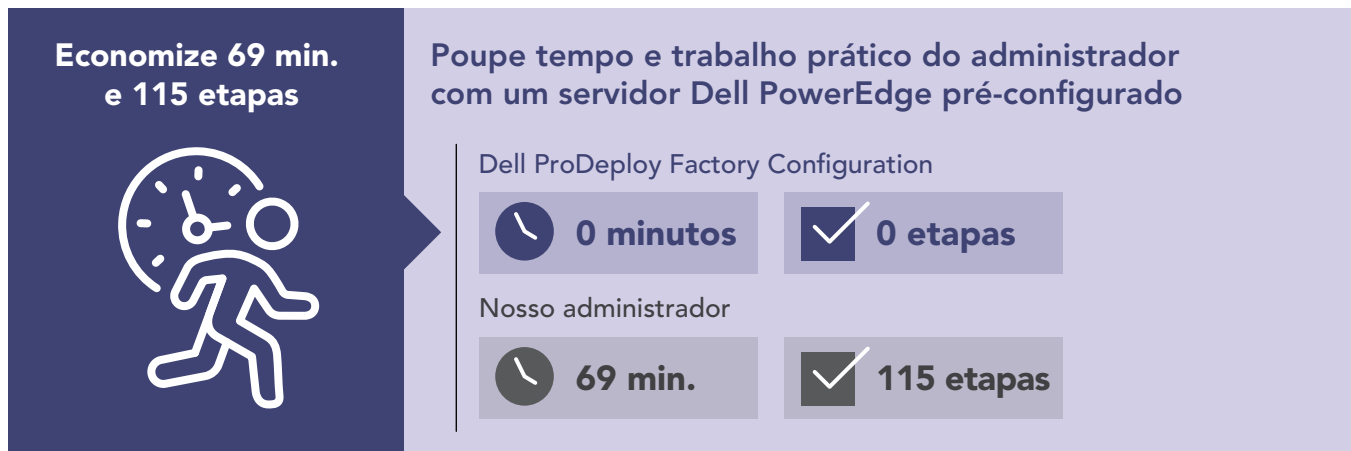 Economize 69 min.
e 115 etapas
Poupe tempo e trabalho prático do administrador
com um servidor Dell PowerEdge pré-configurado
Dell ProDeploy Factory Configuration
0 minutos
0 etapas
Nosso administrador
69 min.
115 etapas